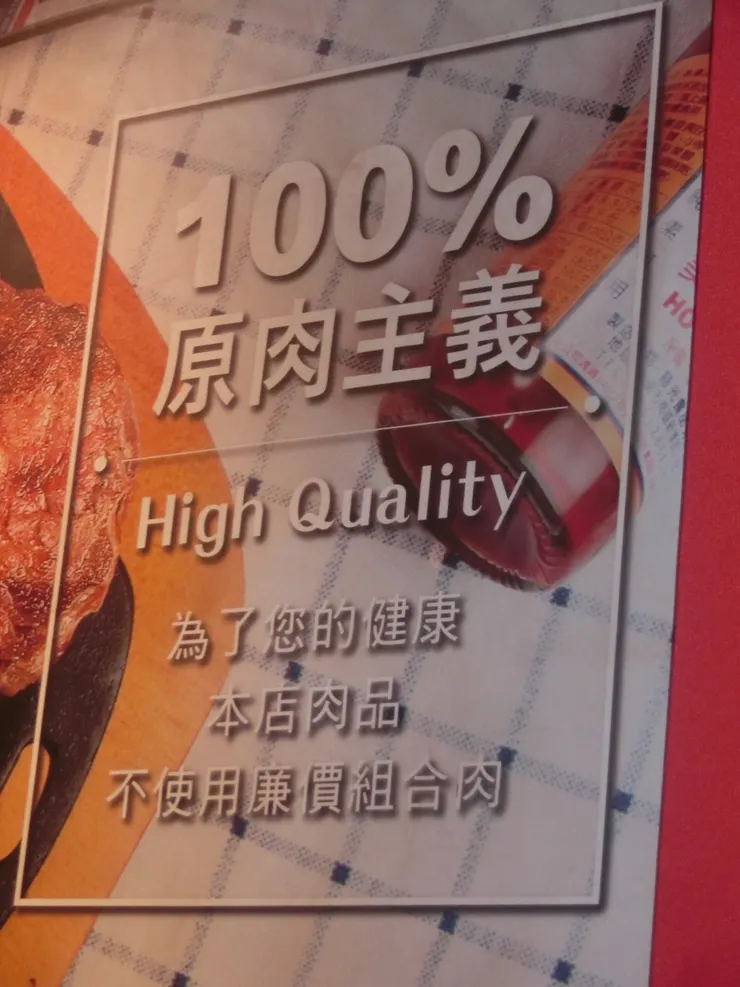 100%
原肉主義
High Quality
為了您的健康
本店肉品
不使用廉價組合肉